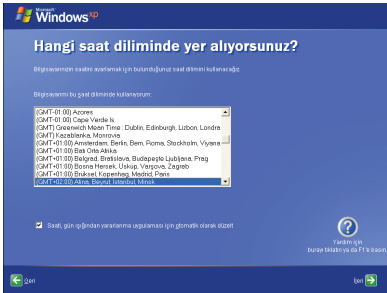 Microsoft
Windows xp
Hangi saat diliminde yer alıyorsunuz?
Bilgisayarınızın saatini ayarlamak için bulunduğunuz saat dilimini kullanacağız
Bilgisayarımı bu saat diliminde kullanıyorum:
(GMT-01:00) Azores
(GMT-01:00) Cape Verde Is.
(GMT) Greenwich Mean Time : Dublin, Edinburgh, Lizbon, Londra
(GMT) Kazablanka, Monrovia
(GMT+01:00) Amsterdam, Berlin, Bern, Roma, Stockholm, Viyana
(GMT+01:00) Batı Orta Afrika
(GMT+01:00) Belgrad, Bratislava, Budapeşte Ljubljana, Prag
(GMT+01:00) Bosna Hersek, Üsküp, Varşova, Zagreb
(GMT+01:00) Brüksel, Kopenhag, Madrid, Paris
(GMT+02:00) Atina, Beyrut, İstanbul, Minsk
Saati, gün ışığından yararlanma uygulaması için otomatik olarak düzelt
Yardım için
burayı tıklatın ya da F1'e basın.
Geri
İleri